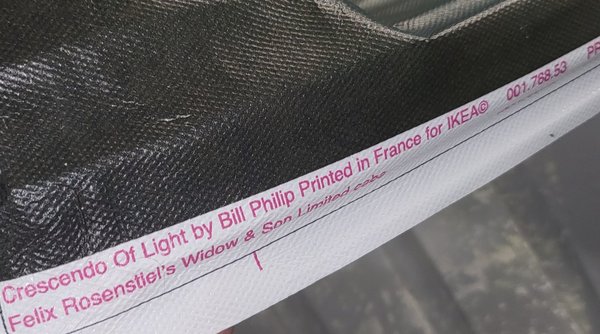 Crescendo Of Light by Bill Philip Printed in France for IKEA© 001.768.53 PR
Felix Rosenstiel's Widow & Son Limited